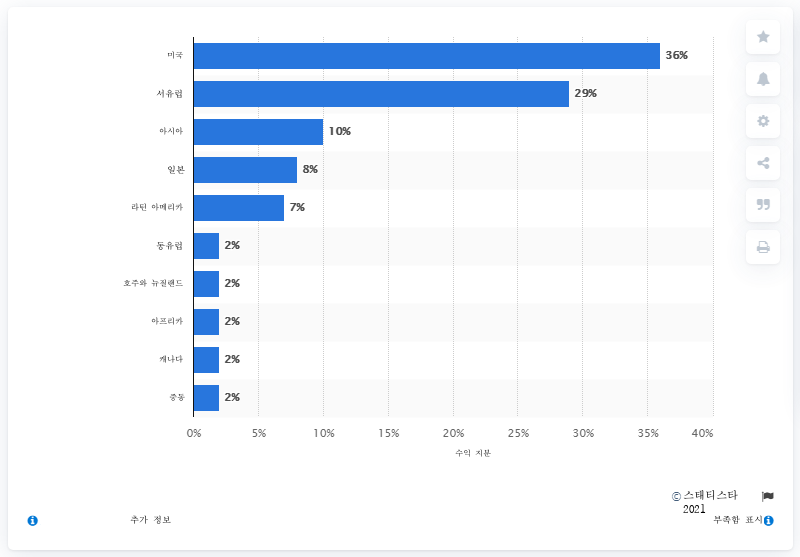 미국 36%
서유럽 29%
아시아 10%
일본 8%
라틴 아메리카 7%
동유럽 2%
호주와 뉴질랜드 2%
아프리카 2%
캐나다 2%
중동 2%
0% 5% 10% 15% 20% 25% 30% 35% 40%
수익 지분
© 스태티스타
2021
추가 정보 부족함 표시